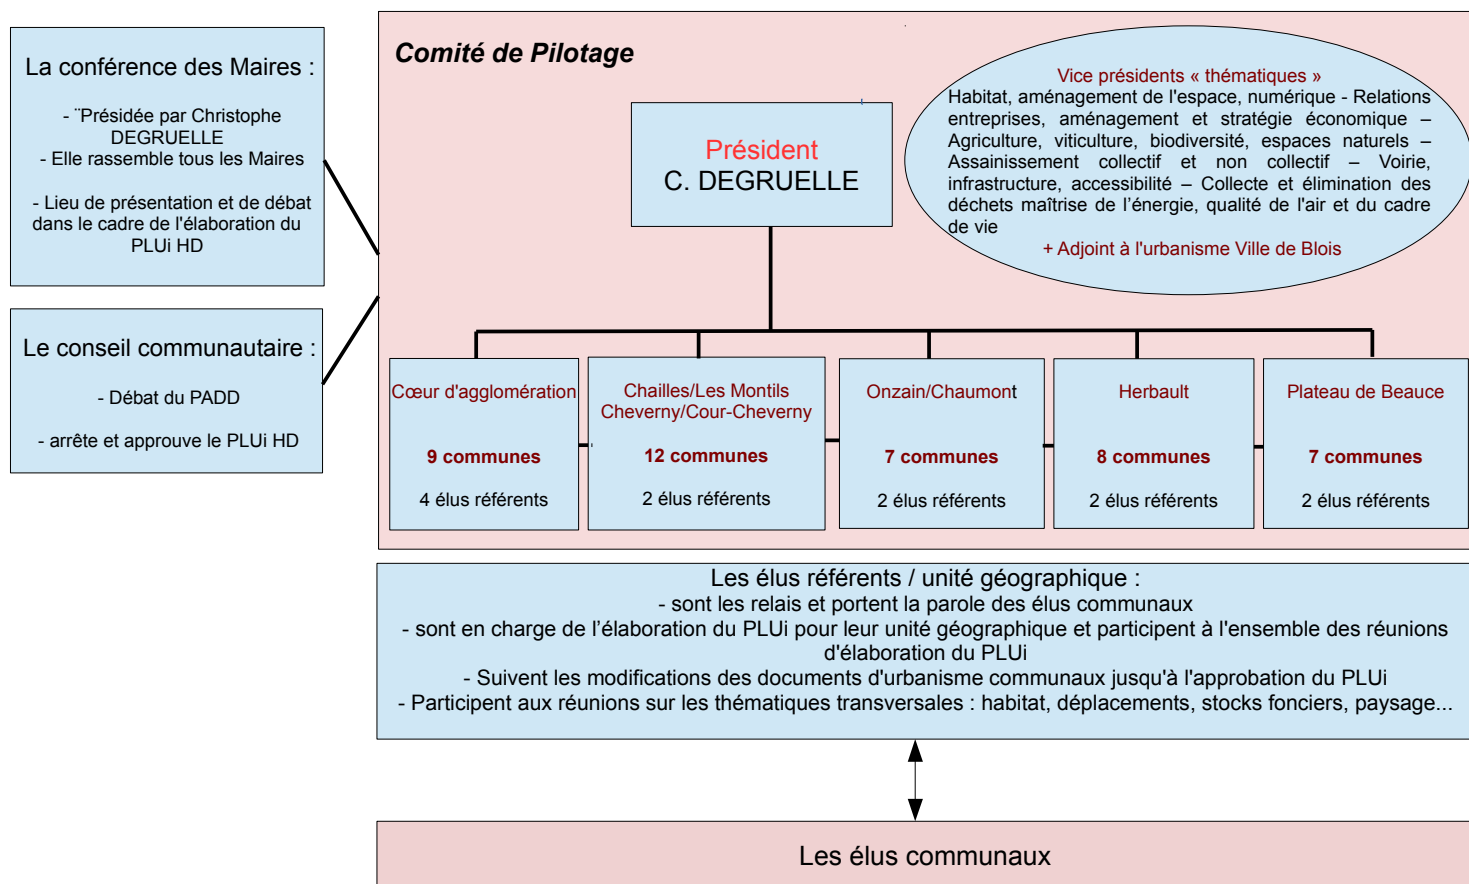 La conférence des Maires :
- ¨Présidée par Christophe
DEGRUELLE
- Elle rassemble tous les Maires
- Lieu de présentation et de débat
dans le cadre de l'élaboration du
PLUi HD
Le conseil communautaire :
- Débat du PADD
- arrête et approuve le PLUi HD
Comité de Pilotage
Président
C. DEGRUELLE
Vice présidents « thématiques »
Habitat, aménagement de l'espace, numérique - Relations
entreprises, aménagement et stratégie économique –
Agriculture, viticulture, biodiversité, espaces naturels –
Assainissement collectif et non collectif – Voirie,
infrastructure, accessibilité – Collecte et élimination des
déchets maîtrise de l’énergie, qualité de l'air et du cadre
de vie
+ Adjoint à l'urbanisme Ville de Blois
Cœur d'agglomération
9 communes
4 élus référents
Chailles/Les Montils
Cheverny/Cour-Cheverny
12 communes
2 élus référents
Onzain/Chaumont
7 communes
2 élus référents
Herbault
8 communes
2 élus référents
Plateau de Beauce
7 communes
2 élus référents
Les élus référents / unité géographique :
- sont les relais et portent la parole des élus communaux
- sont en charge de l’élaboration du PLUi pour leur unité géographique et participent à l'ensemble des réunions
d'élaboration du PLUi
- Suivent les modifications des documents d'urbanisme communaux jusqu'à l'approbation du PLUi
- Participent aux réunions sur les thématiques transversales : habitat, déplacements, stocks fonciers, paysage...
Les élus communaux